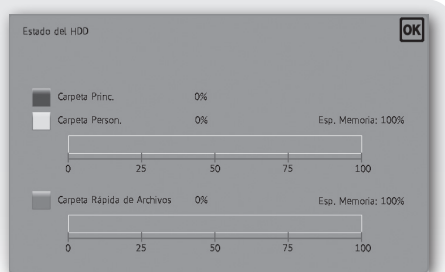 Estado del HDD OK
Carpeta Princ. 0%
Carpeta Person. 0% Esp. Memoria: 100%
0 25 50 75 100
Carpeta Rápida de Archivos 0% Esp. Memoria: 100%
0 25 50 75 100